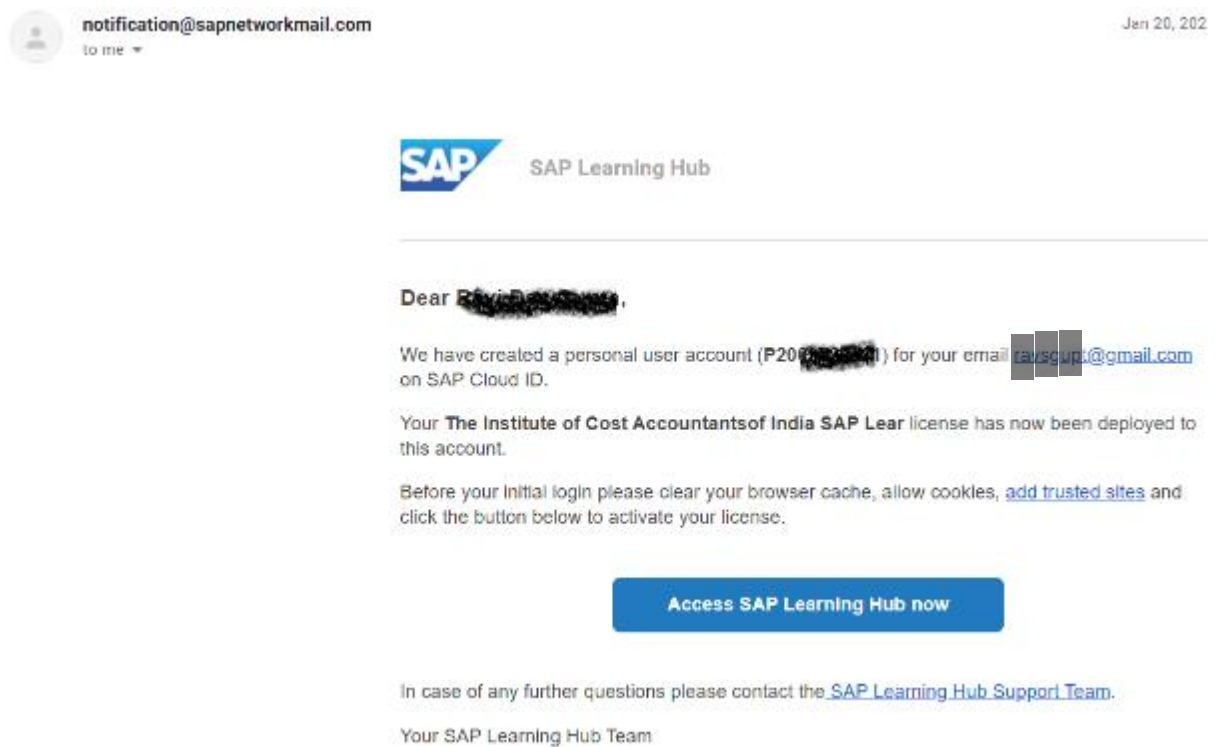 notification@sapnetworkmail.com
Jan 20, 202
to me
SAP SAP Learning Hub
Dear
We have created a personal user account ( ) for your email @gmail.com
on SAP Cloud ID.
Your The Institute of Cost Accountantsof India SAP Lear license has now been deployed to
this account.
Before your initial login please clear your browser cache, allow cookies, add trusted sites and
click the button below to activate your license.
Access SAP Learning Hub now
In case of any further questions please contact the SAP Learning Hub Support Team.
Your SAP Learning Hub Team